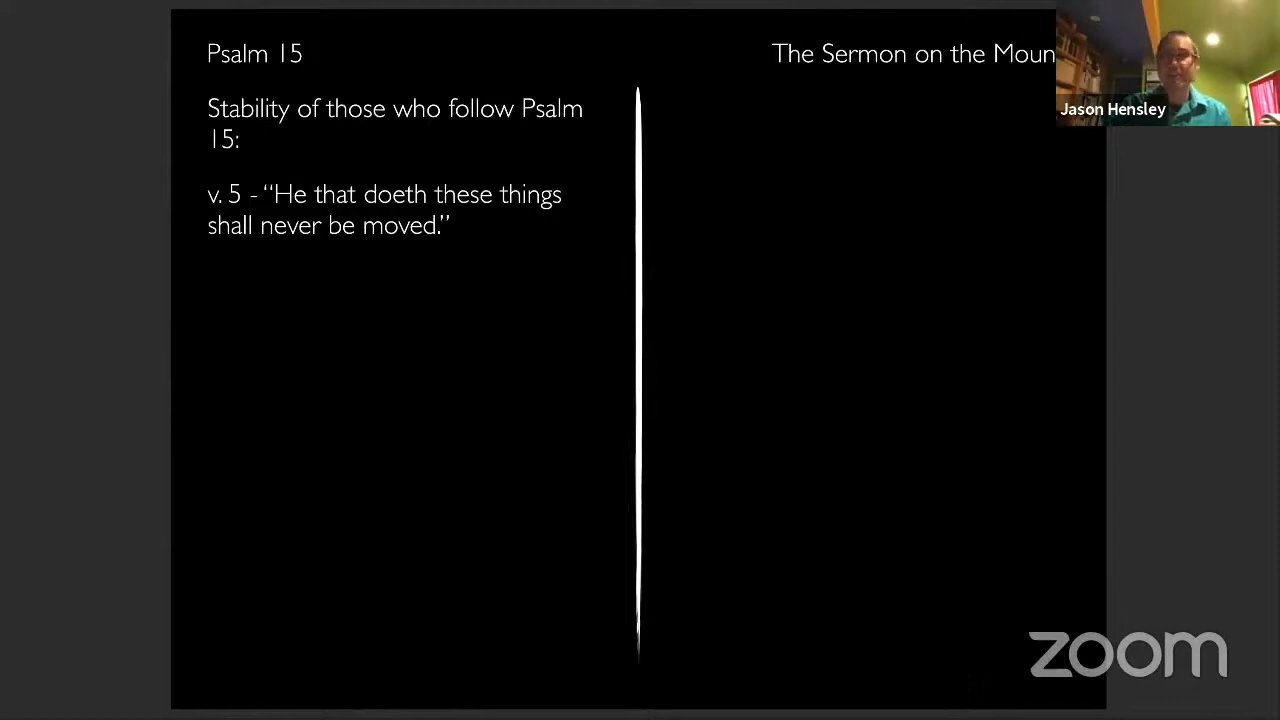 Psalm 15
The Sermon on the Moun
Jason Hensley
Stability of those who follow Psalm
15:
v. 5 - “He that doeth these things
shall never be moved.”
zoom